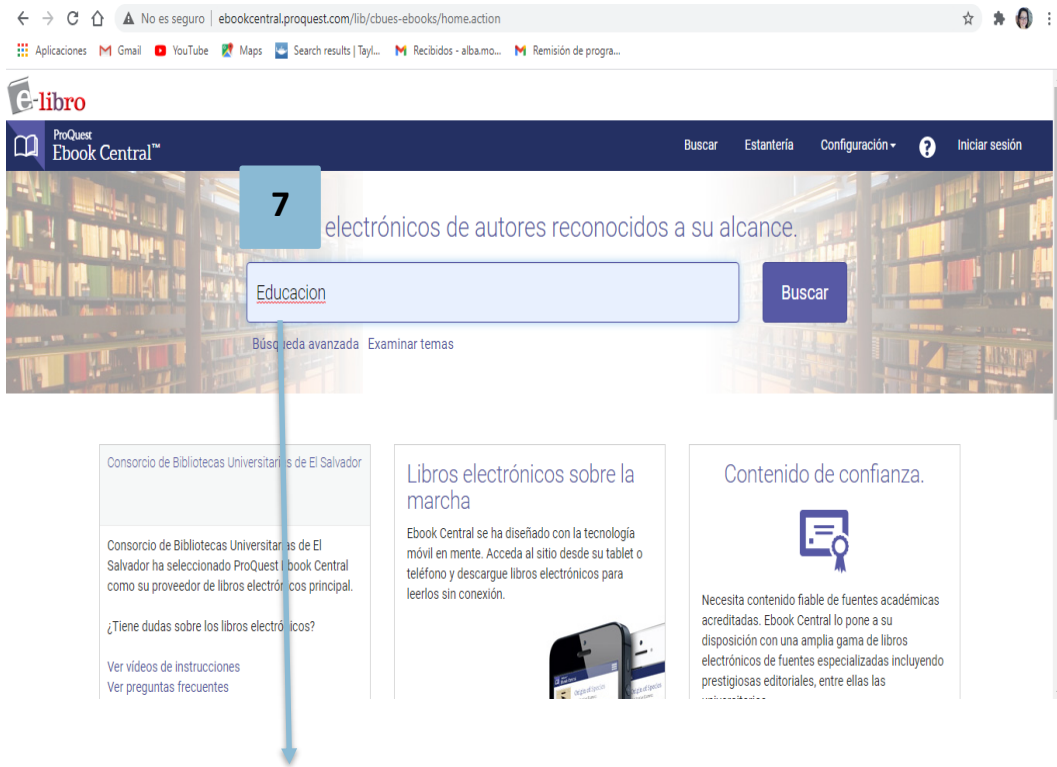 No es seguro | ebookcentral.proquest.com/lib/cbues-ebooks/home.action
Aplicaciones Gmail YouTube Maps Search results | Tayl... Recibidos - alba.mo... Remisión de progra...
e-libro
ProQuest
Ebook Central™
Buscar Estantería Configuración ? Iniciar sesión
7
electrónicos de autores reconocidos a su alcance.
Educacion
Buscar
Búsqueda avanzada Examinar temas
Consorcio de Bibliotecas Universitarias de El Salvador
Consorcio de Bibliotecas Universitarias de El
Salvador ha seleccionado ProQuest Ebook Central
como su proveedor de libros electrónicos principal.
¿Tiene dudas sobre los libros electrónicos?
Ver vídeos de instrucciones
Ver preguntas frecuentes
Libros electrónicos sobre la
marcha
Ebook Central se ha diseñado con la tecnología
móvil en mente. Acceda al sitio desde su tablet o
teléfono y descargue libros electrónicos para
leerlos sin conexión.
Contenido de confianza.
Necesita contenido fiable de fuentes académicas
acreditadas. Ebook Central lo pone a su
disposición con una amplia gama de libros
electrónicos de fuentes especializadas incluyendo
prestigiosas editoriales, entre ellas las